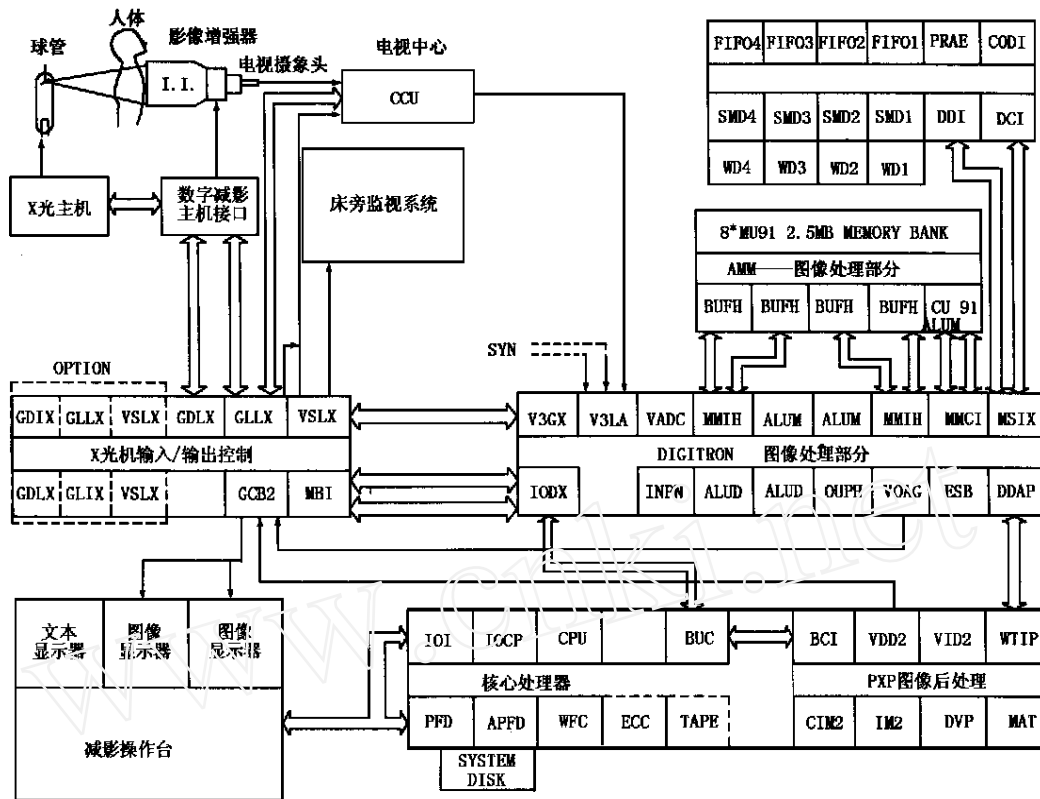 人体
球管
影像增强器
电视摄象头
电视中心
I.I.
CCU
X光主机
数字减影
主机接口
床旁监视系统
FIFO4 FIFO3 FIFO2 FIFO1 PRAE CODI
SMD4 SMD3 SMD2 SMD1 DDI DCI
WD4 WD3 WD2 WD1
8*MU91 2.5MB MEMORY BANK
AMM——图像处理部分
BUFH BUFH BUFH BUFH CU 91
ALUM
SYN
OPTION
GDIX GLLX VSLX GDLX GLLX VSLX
X光机输入/输出控制
GDLX GLIX VSLX GCB2 MBI
V3GX V3LA VADC MMIH ALUM ALUM MMIH MMCI MSIX
DIGITRON 图像处理部分
IODX INPW ALUD ALUD OUPH VOAG ESB DDAP
文本
显示器
图像
显示器
图像
显示器
减影操作台
IOI IOCP CPU BUC
核心处理器
PFD APFD WFC ECC TAPE
SYSTEM
DISK
BCI VDD2 VID2 WTIP
PXP图像后处理
CIM2 IM2 DVP MAT
www.cnki.net